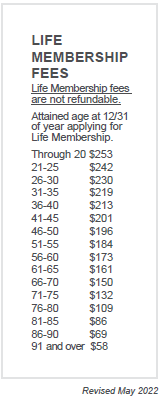 LIFE
MEMBERSHIP
FEES
Life Membership fees
are not refundable.
Attained age at 12/31
of year applying for
Life Membership.
Through 20 $253
21-25 $242
26-30 $230
31-35 $219
36-40 $213
41-45 $201
46-50 $196
51-55 $184
56-60 $173
61-65 $161
66-70 $150
71-75 $132
76-80 $109
81-85 $86
86-90 $69
91 and over $58
Revised May 2022